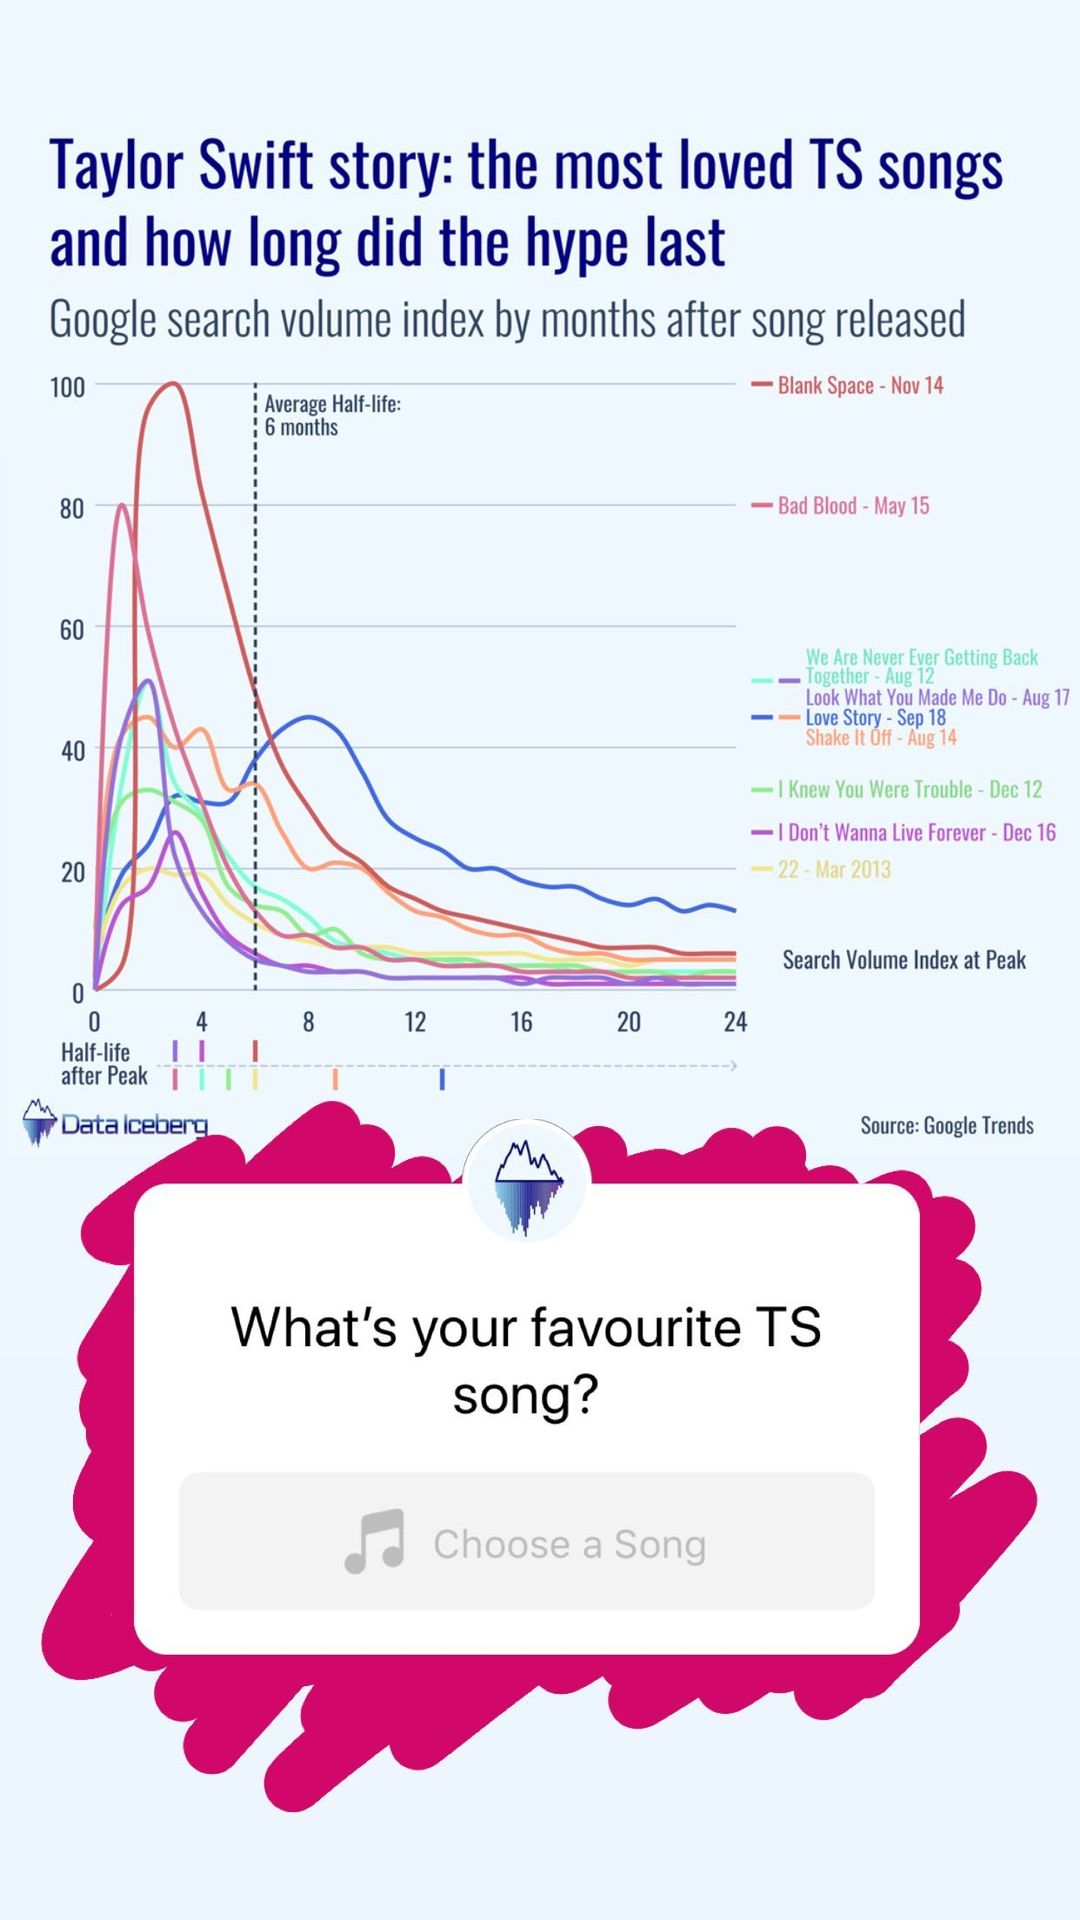 Taylor Swift story: the most loved TS songs
and how long did the hype last
Google search volume index by months after song released
100
80
60
40
20
0
Average Half-life:
6 months
Blank Space - Nov 14
Bad Blood - May 15
We Are Never Ever Getting Back
Together - Aug 12
Look What You Made Me Do - Aug 17
Love Story - Sep 18
Shake It Off - Aug 14
I Knew You Were Trouble - Dec 12
I Don't Wanna Live Forever - Dec 16
22 - Mar 2013
Search Volume Index at Peak
0 4 8 12 16 20 24
Half-life
after Peak
Data Iceberg
Source: Google Trends
What's your favourite TS
song?
Choose a Song